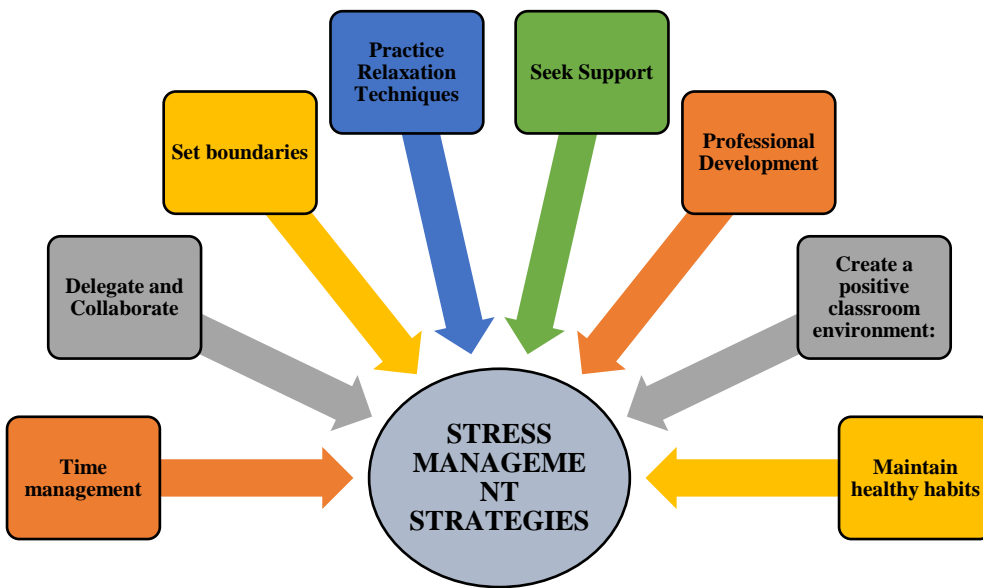 Practice
Relaxation
Techniques
Seek Support
Set boundaries
Professional
Development
Delegate and
Collaborate
Create a
positive
classroom
environment:
Time
management
STRESS
MANAGEME
NT
STRATEGIES
Maintain
healthy habits